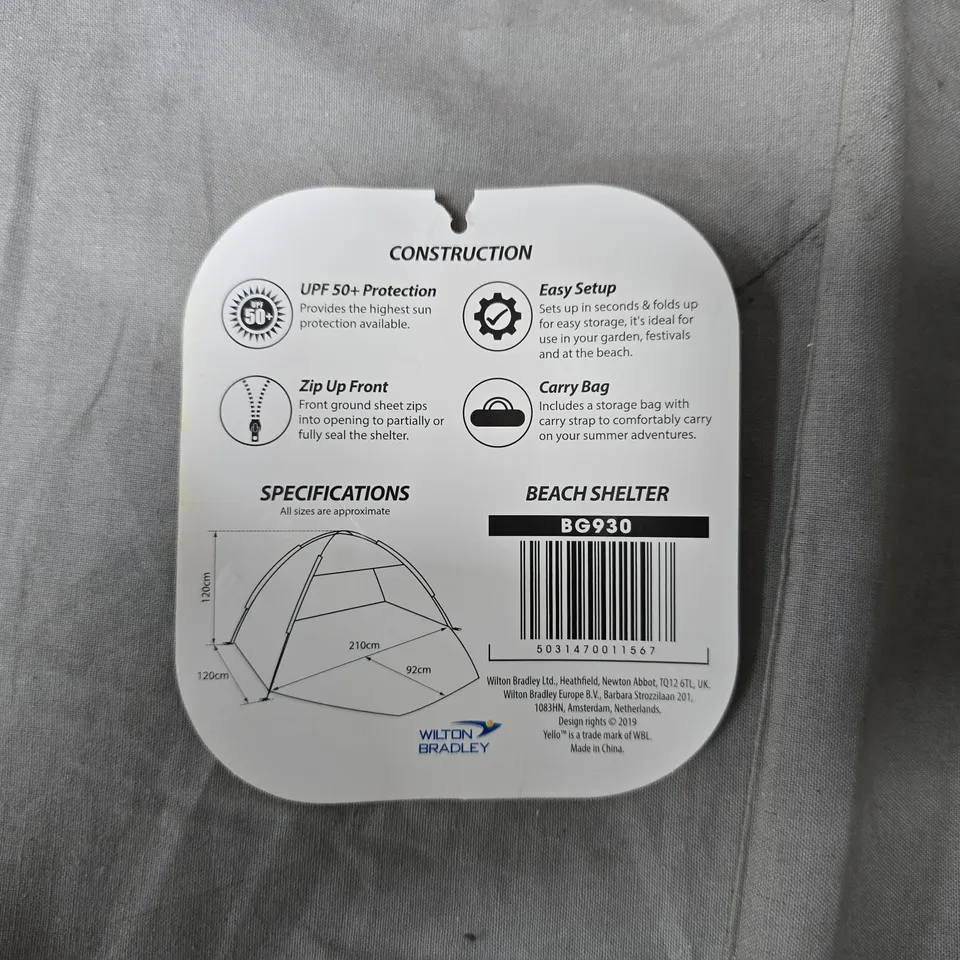 CONSTRUCTION
UPF
50+
UPF 50+ Protection
Provides the highest sun
protection available.
Easy Setup
Sets up in seconds & folds up
for easy storage, it's ideal for
use in your garden, festivals
and at the beach.
Zip Up Front
Front ground sheet zips
into opening to partially or
fully seal the shelter.
Carry Bag
Includes a storage bag with
carry strap to comfortably carry
on your summer adventures.
SPECIFICATIONS
All sizes are approximate
120cm
120cm
210cm
92cm
WILTON
BRADLEY
BEACH SHELTER
BG930
5031470011567
Wilton Bradley Ltd., Heathfield, Newton Abbot, TQ12 6TL, UK.
Wilton Bradley Europe B.V., Barbara Strozzilaan 201,
1083HN, Amsterdam, Netherlands.
Design rights © 2019
Yello™ is a trade mark of WBL.
Made in China.